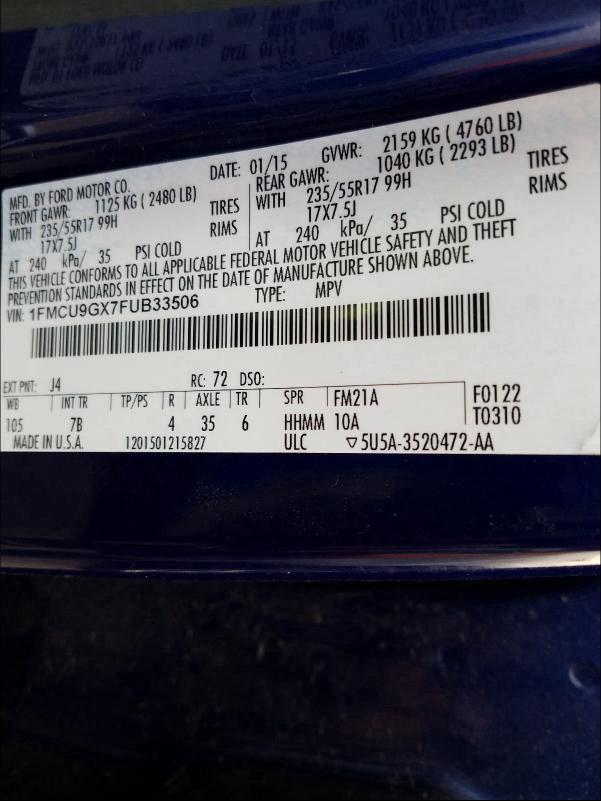 MFD. BY FORD MOTOR CO. DATE: 01/15 GVWR: 2159 KG ( 4760 LB)
FRONT GAWR: 1125 KG ( 2480 LB) REAR GAWR: 1040 KG ( 2293 LB)
WITH 235/55R17 99H TIRES WITH 235/55R17 99H TIRES
17X7.5J RIMS 17X7.5J RIMS
AT 240 kPa/ 35 PSI COLD AT 240 kPa/ 35 PSI COLD
THIS VEHICLE CONFORMS TO ALL APPLICABLE FEDERAL MOTOR VEHICLE SAFETY AND THEFT
PREVENTION STANDARDS IN EFFECT ON THE DATE OF MANUFACTURE SHOWN ABOVE.
VIN: 1FMCU9GX7FUB33506 TYPE: MPV
EXT PNT: J4 RC: 72 DSO:
WB INT TR TP/PS R AXLE TR SPR FM21A F0122
105 7B 4 35 6 HHMM 10A T0310
MADE IN U.S.A. 1201501215827 ULC ▽5U5A-3520472-AA